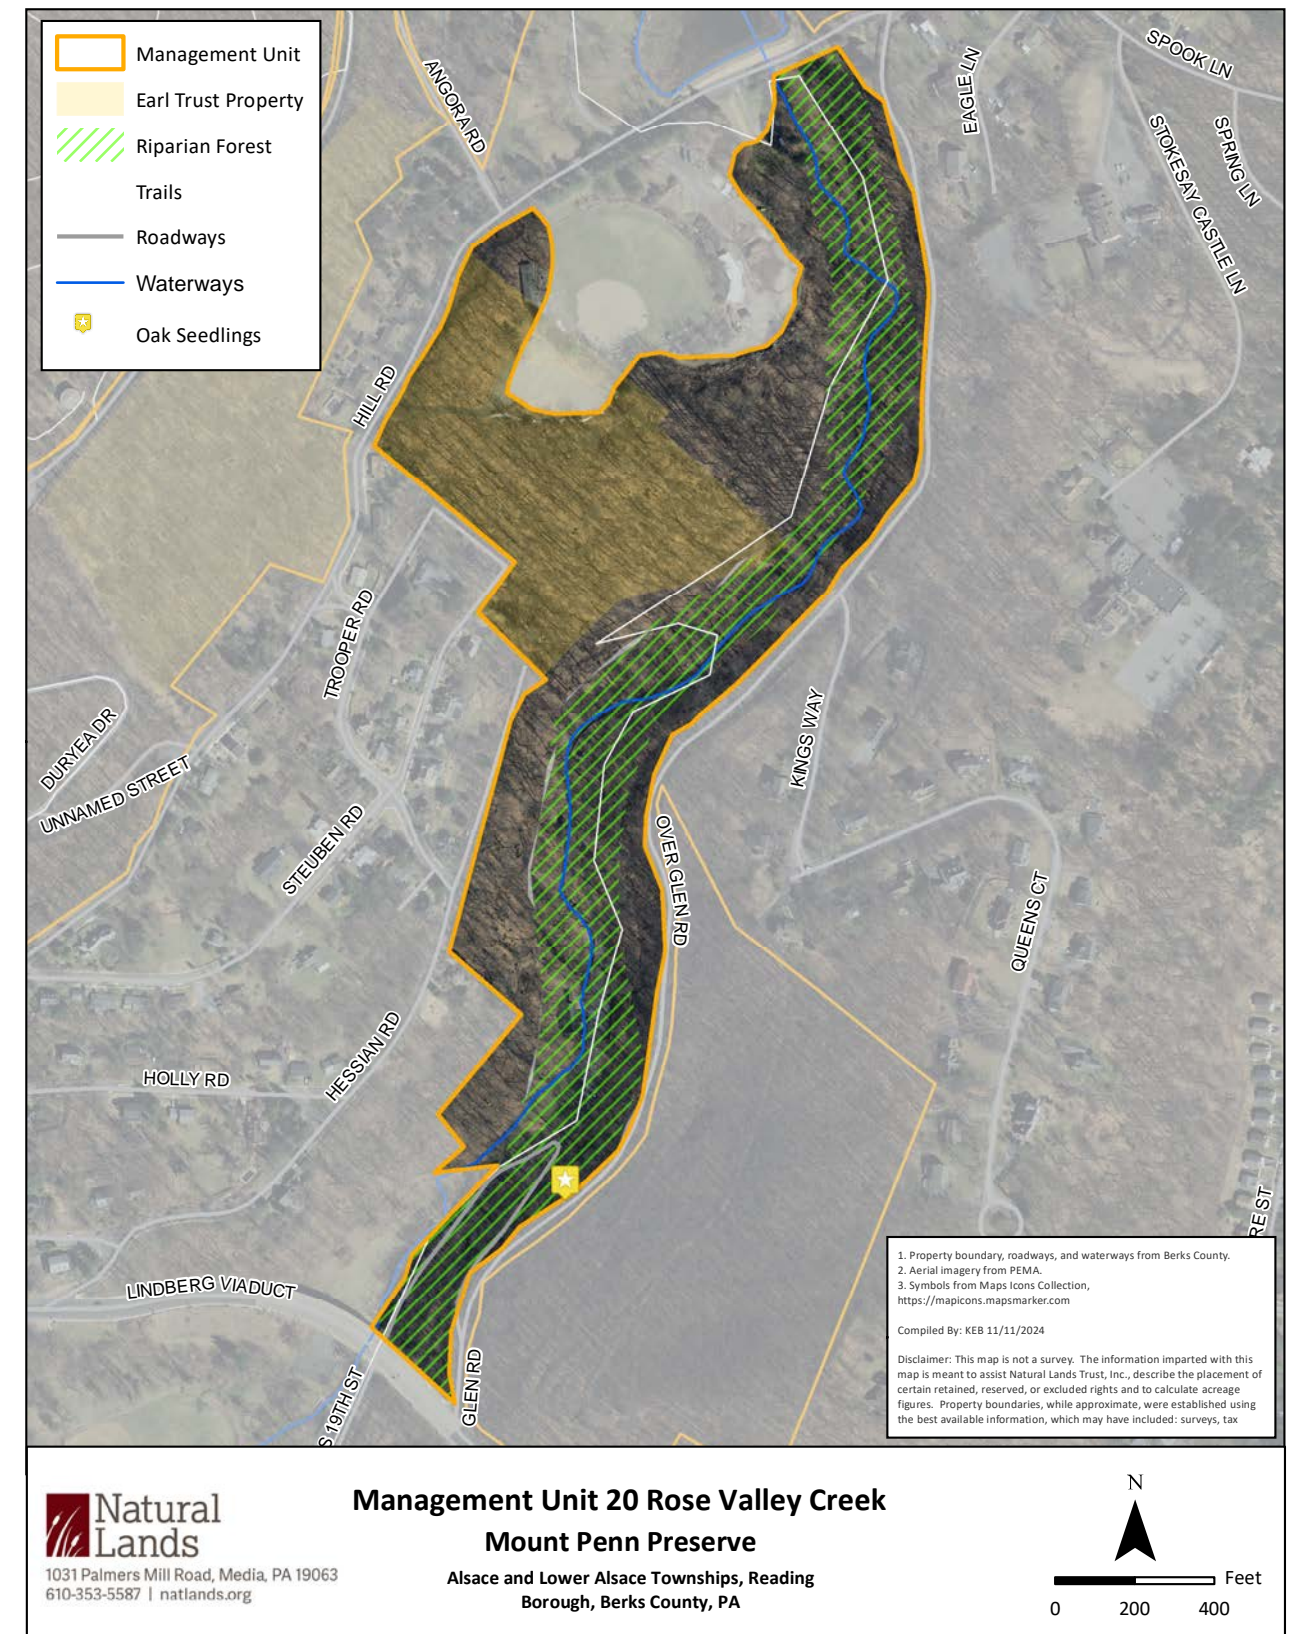 Management Unit
Earl Trust Property
Riparian Forest
Trails
Roadways
Waterways
Oak Seedlings
ANGORA RD
EAGLE LN
SPOOK LN
SPRING LN
STOKESAY CASTLE LN
HILL RD
TROOPER RD
DURYEA DR
UNNAMED STREET
STEUBEN RD
KINGS WAY
OVER GLEN RD
QUEENS CT
HESSIAN RD
HOLLY RD
RE ST
LINDBERG VIADUCT
S 19TH ST
GLEN RD
1. Property boundary, roadways, and waterways from Berks County.
2. Aerial imagery from PEMA.
3. Symbols from Maps Icons Collection,
https://mapicons.mapsmarker.com
Compiled By: KEB 11/11/2024
Disclaimer: This map is not a survey. The information imparted with this
map is meant to assist Natural Lands Trust, Inc., describe the placement of
certain retained, reserved, or excluded rights and to calculate acreage
figures. Property boundaries, while approximate, were established using
the best available information, which may have included: surveys, tax
Natural
Lands
1031 Palmers Mill Road, Media, PA 19063
610-353-5587 | natlands.org
Management Unit 20 Rose Valley Creek
Mount Penn Preserve
Alsace and Lower Alsace Townships, Reading
Borough, Berks County, PA
N
Feet
0 200 400